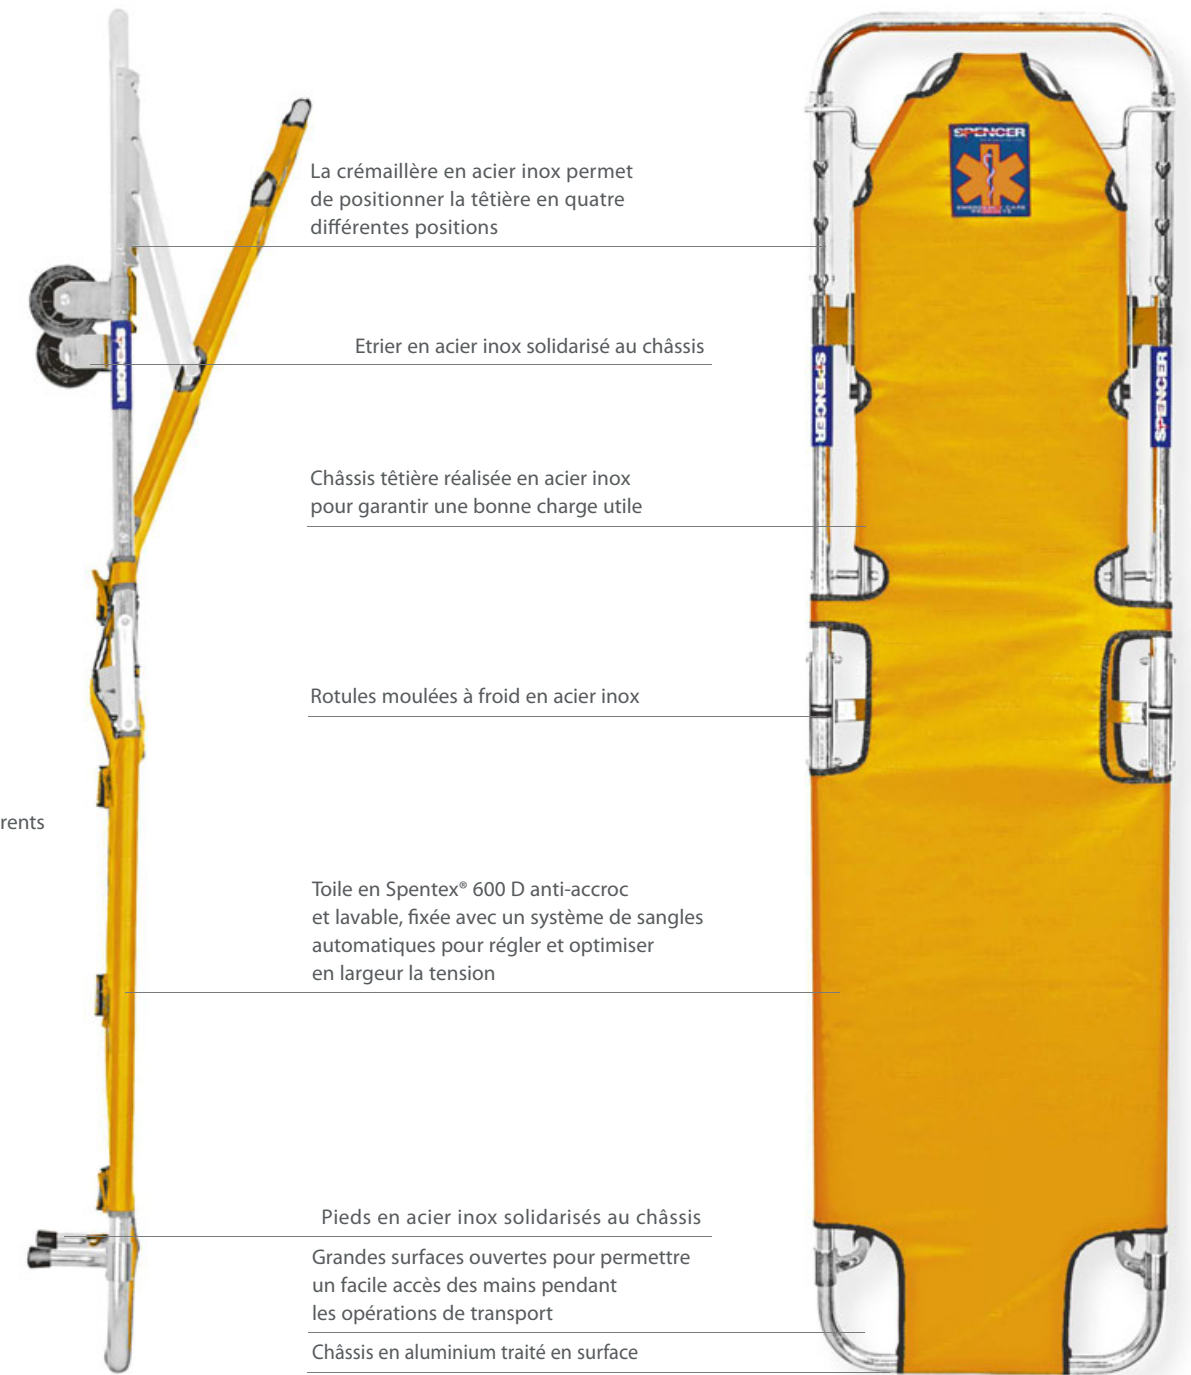 SPENCER
EMERGENCY CARE
PRODUCTS
La crémaillère en acier inox permet
de positionner la têtière en quatre
différentes positions
Etrier en acier inox solidarisé au châssis
SPENCER
SPENCER
SPENCER
Châssis têtière réalisée en acier inox
pour garantir une bonne charge utile
Rotules moulées à froid en acier inox
rents
Toile en Spentex® 600 D anti-accroc
et lavable, fixée avec un système de sangles
automatiques pour régler et optimiser
en largeur la tension
Pieds en acier inox solidarisés au châssis
Grandes surfaces ouvertes pour permettre
un facile accès des mains pendant
les opérations de transport
Châssis en aluminium traité en surface